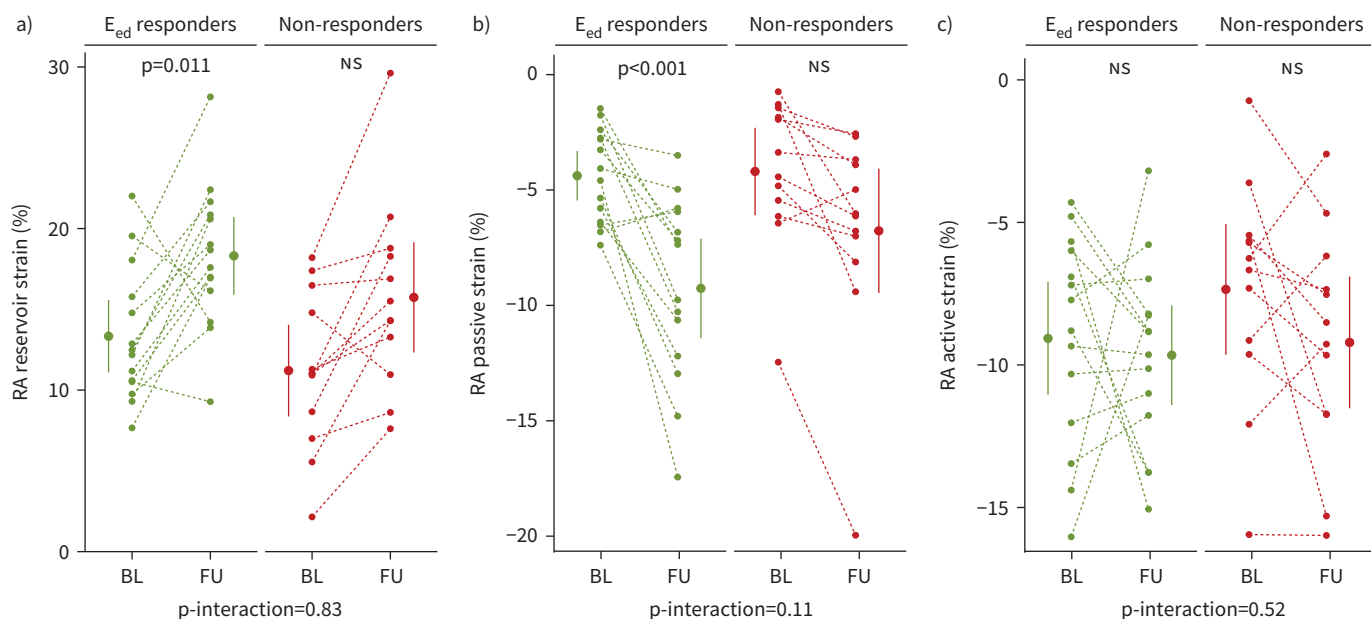 a)
E_ed responders
Non-responders
p=0.011
NS
RA reservoir strain (%)
30
20
10
0
BL
FU
BL
FU
p-interaction=0.83
b)
E_ed responders
Non-responders
p<0.001
NS
RA passive strain (%)
0
−5
−10
−15
−20
BL
FU
BL
FU
p-interaction=0.11
c)
E_ed responders
Non-responders
NS
NS
RA active strain (%)
0
−5
−10
−15
BL
FU
BL
FU
p-interaction=0.52